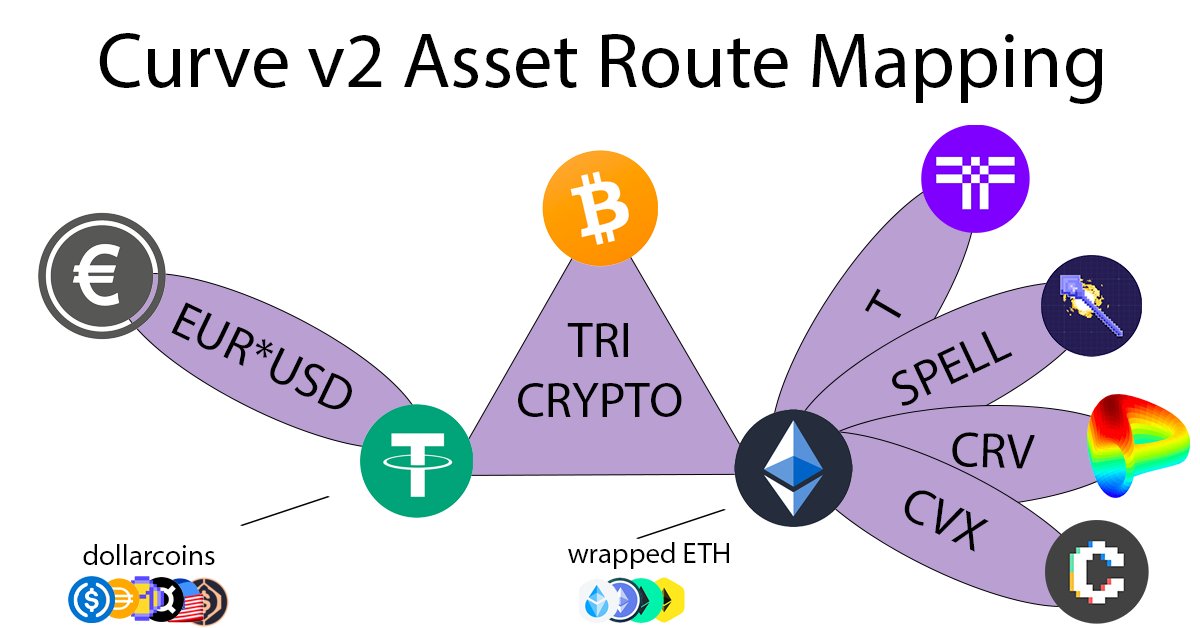 Curve v2 Asset Route Mapping
EUR*USD
TRI
CRYPTO
T
SPELL
CRV
CVX
dollarcoins
wrapped ETH